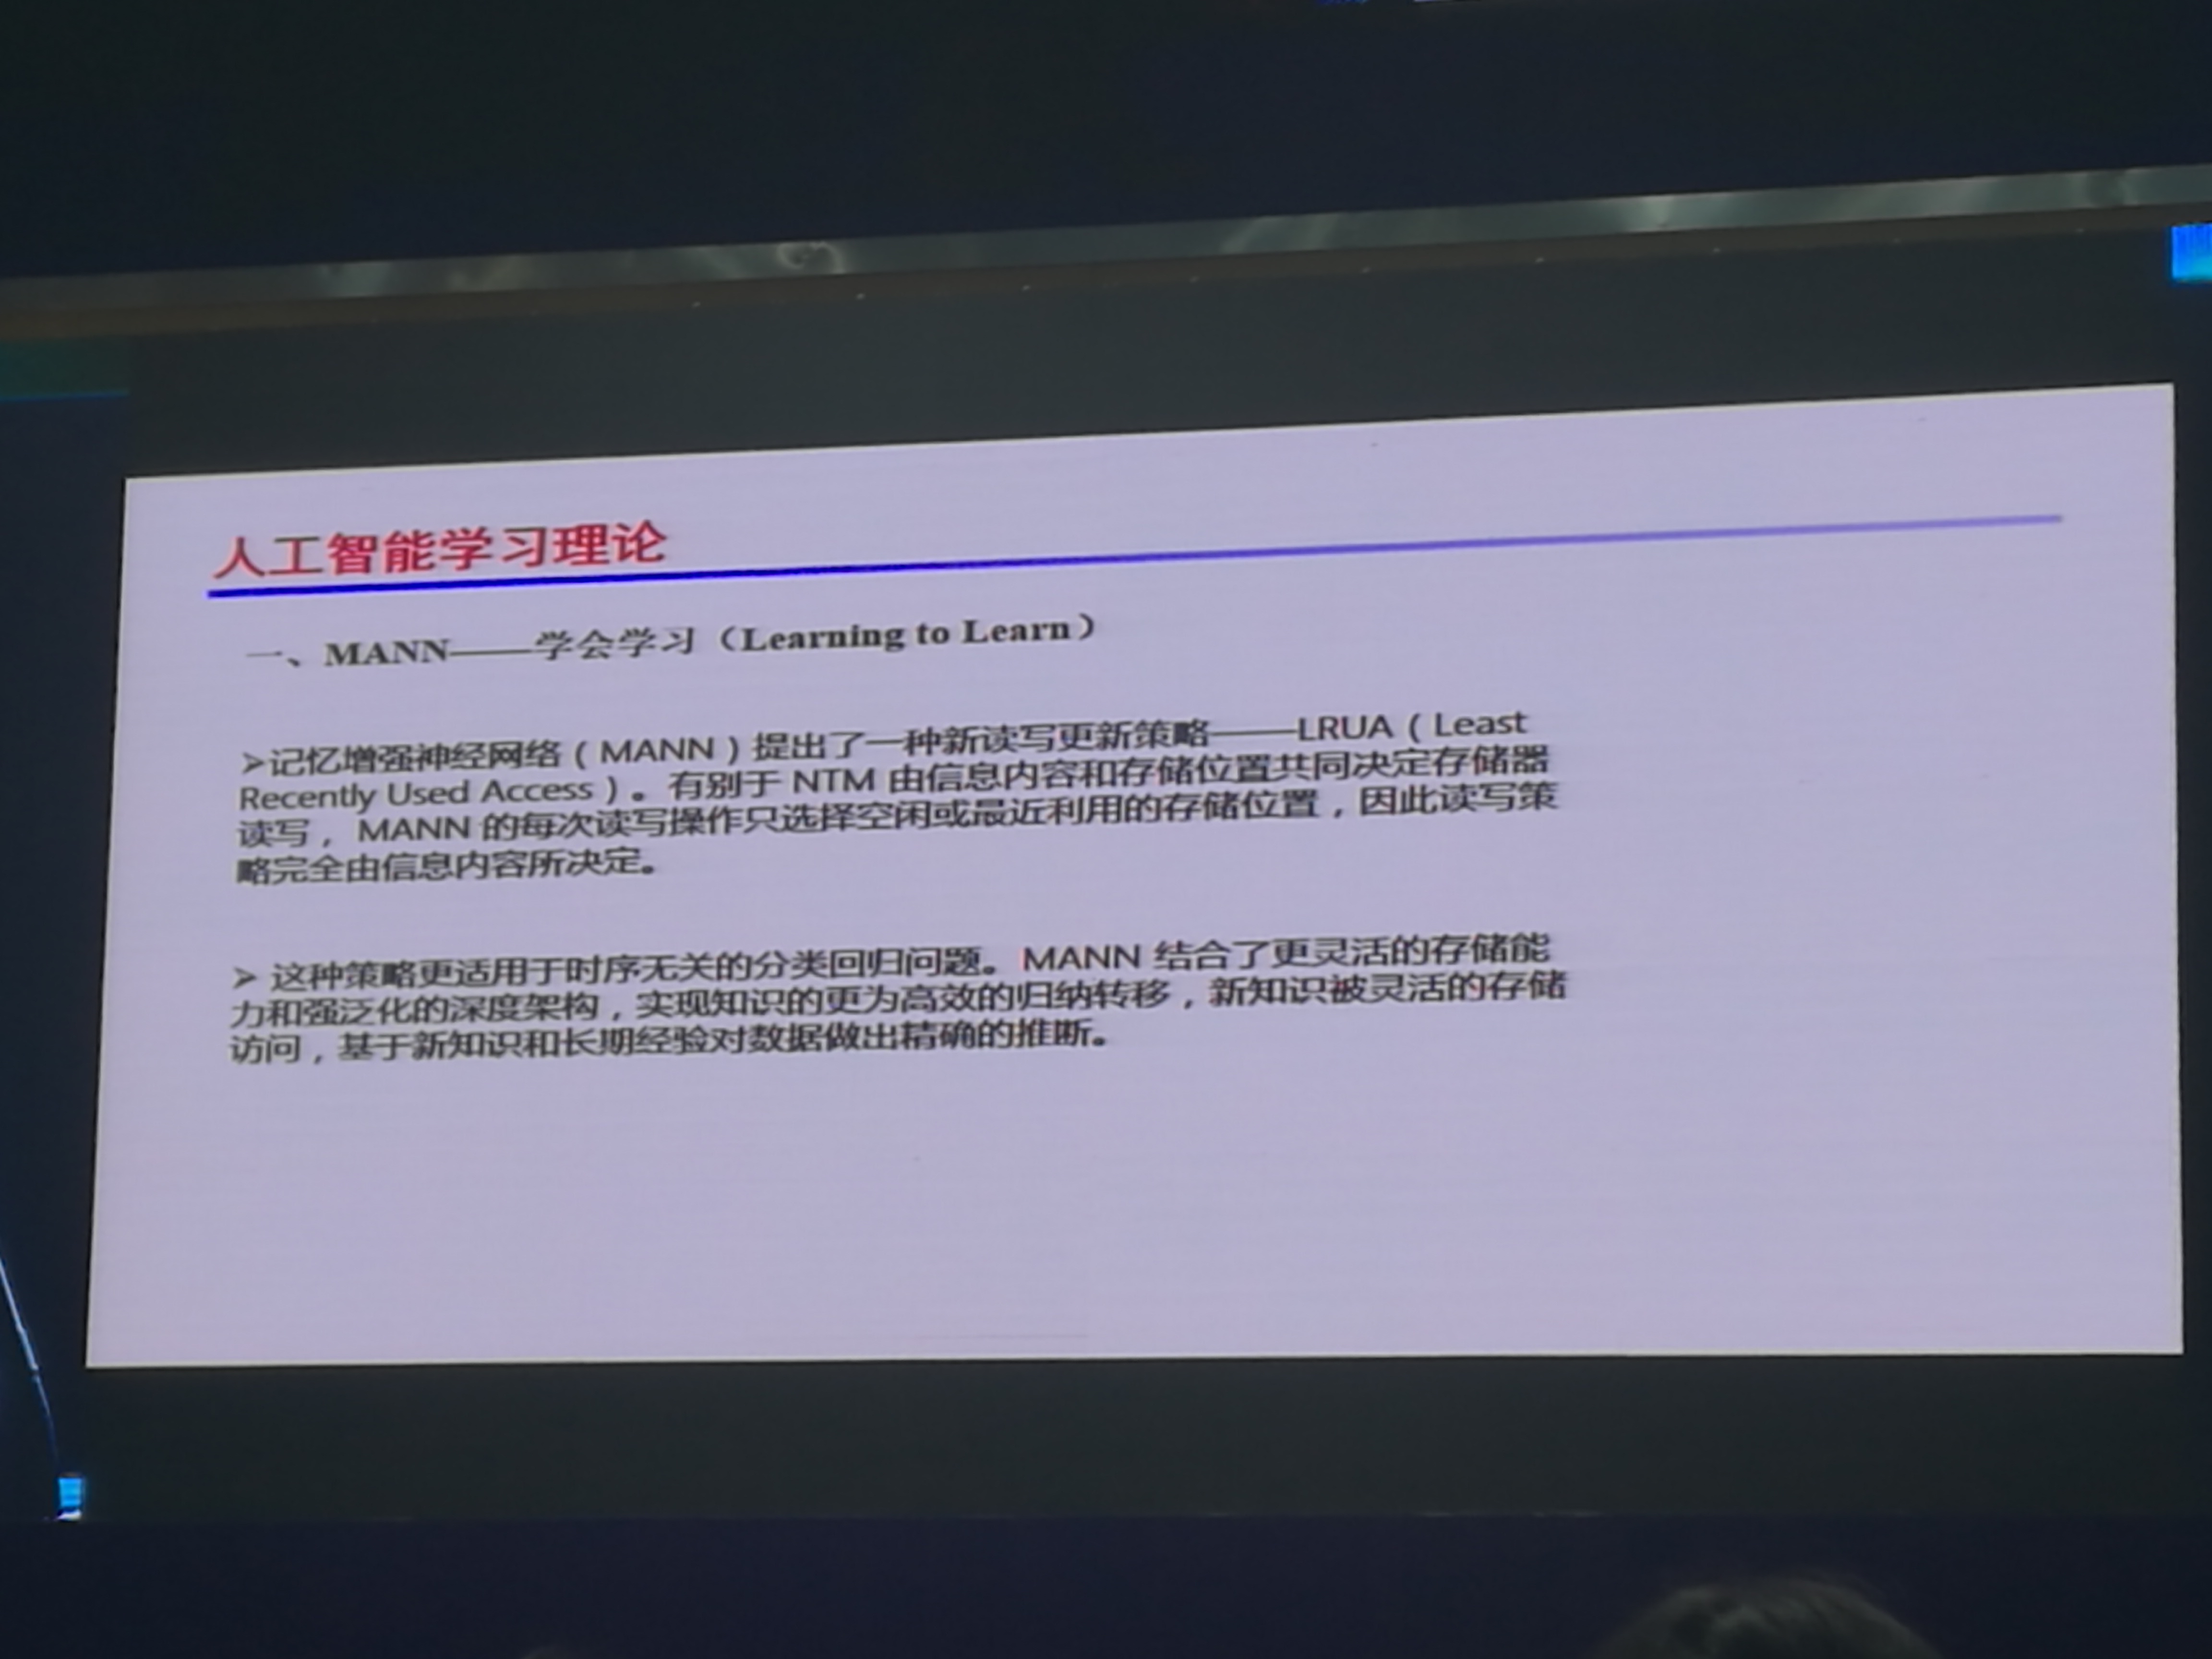 人工智能学习理论
一、MANN——学会学习（Learning to Learn）
➢记忆增强神经网络（MANN）提出了一种新读写更新策略——LRUA（Least
Recently Used Access）。有别于 NTM 由信息内容和存储位置共同决定存储器
读写， MANN 的每次读写操作只选择空闲或最近利用的存储位置，因此读写策
略完全由信息内容所决定。
➢ 这种策略更适用于时序无关的分类回归问题。MANN 结合了更灵活的存储能
力和强泛化的深度架构，实现知识的更为高效的归纳转移，新知识被灵活的存储
访问，基于新知识和长期经验对数据做出精确的推断。